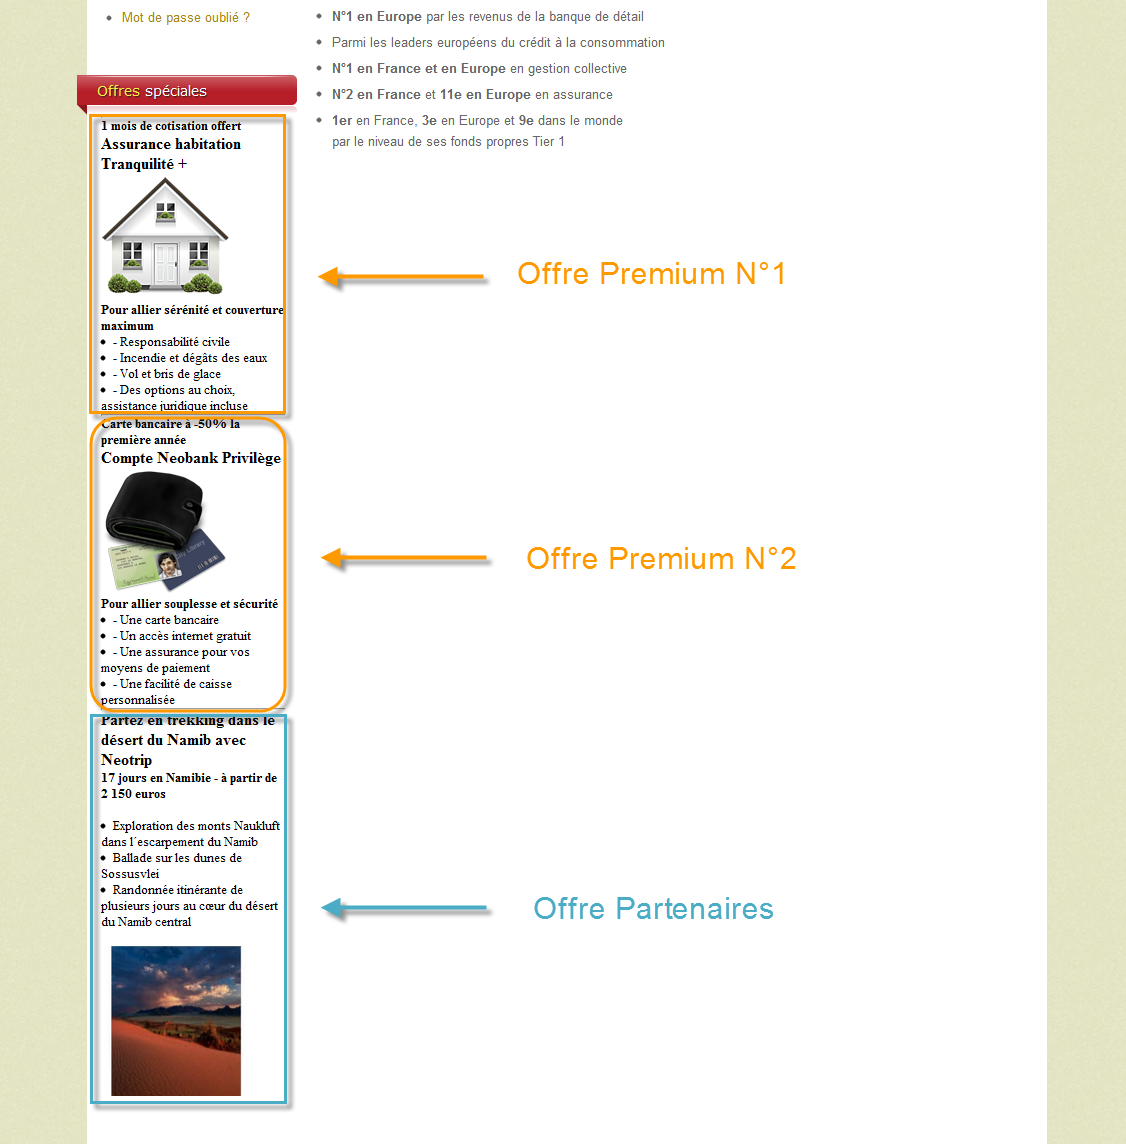 Mot de passe oublié ?
N°1 en Europe par les revenus de la banque de détail
Parmi les leaders européens du crédit à la consommation
N°1 en France et en Europe en gestion collective
N°2 en France et 11e en Europe en assurance
1er en France, 3e en Europe et 9e dans le monde
par le niveau de ses fonds propres Tier 1
Offres spéciales
1 mois de cotisation offert
Assurance habitation
Tranquilité +
Pour allier sérénité et couverture
maximum
- Responsabilité civile
- Incendie et dégâts des eaux
- Vol et bris de glace
- Des options au choix,
assistance juridique incluse
Offre Premium N°1
Carte bancaire à -50% la
première année
Compte Neobank Privilège
Library
Pour allier souplesse et sécurité
- Une carte bancaire
- Un accès internet gratuit
- Une assurance pour vos
moyens de paiement
- Une facilité de caisse
personnalisée
Offre Premium N°2
Partez en trekking dans le
désert du Namib avec
Neotrip
17 jours en Namibie - à partir de
2 150 euros
Exploration des monts Naukluft
dans l´escarpement du Namib
Ballade sur les dunes de
Sossusvlei
Randonnée itinérante de
plusieurs jours au cœur du désert
du Namib central
Offre Partenaires